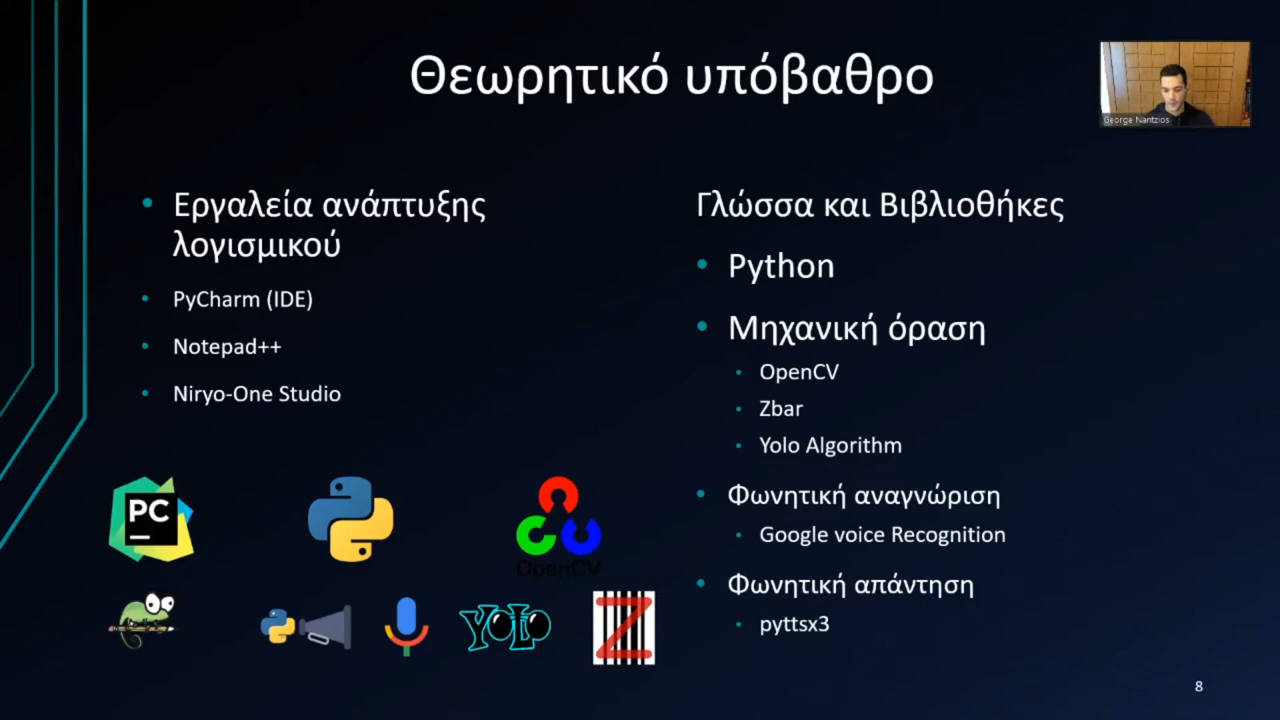 Θεωρητικό υπόβαθρο
George Nantzios
• Εργαλεία ανάπτυξης
λογισμικού
• PyCharm (IDE)
• Notepad++
• Niryo-One Studio
Γλώσσα και Βιβλιοθήκες
• Python
• Μηχανική όραση
• OpenCV
• Zbar
• Yolo Algorithm
• Φωνητική αναγνώριση
• Google voice Recognition
• Φωνητική απάντηση
• pyttsx3
PC
OpenCV
YOLO
Z
8